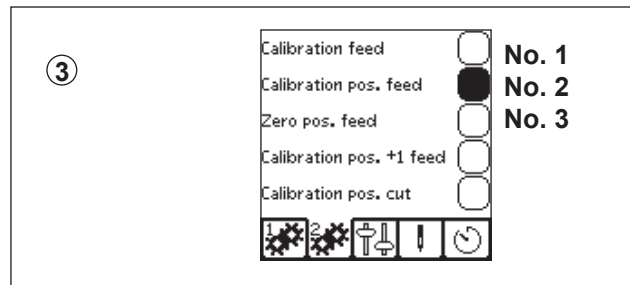 ③
Calibration feed No. 1
Calibration pos. feed No. 2
Zero pos. feed No. 3
Calibration pos. +1 feed
Calibration pos. cut
1 2